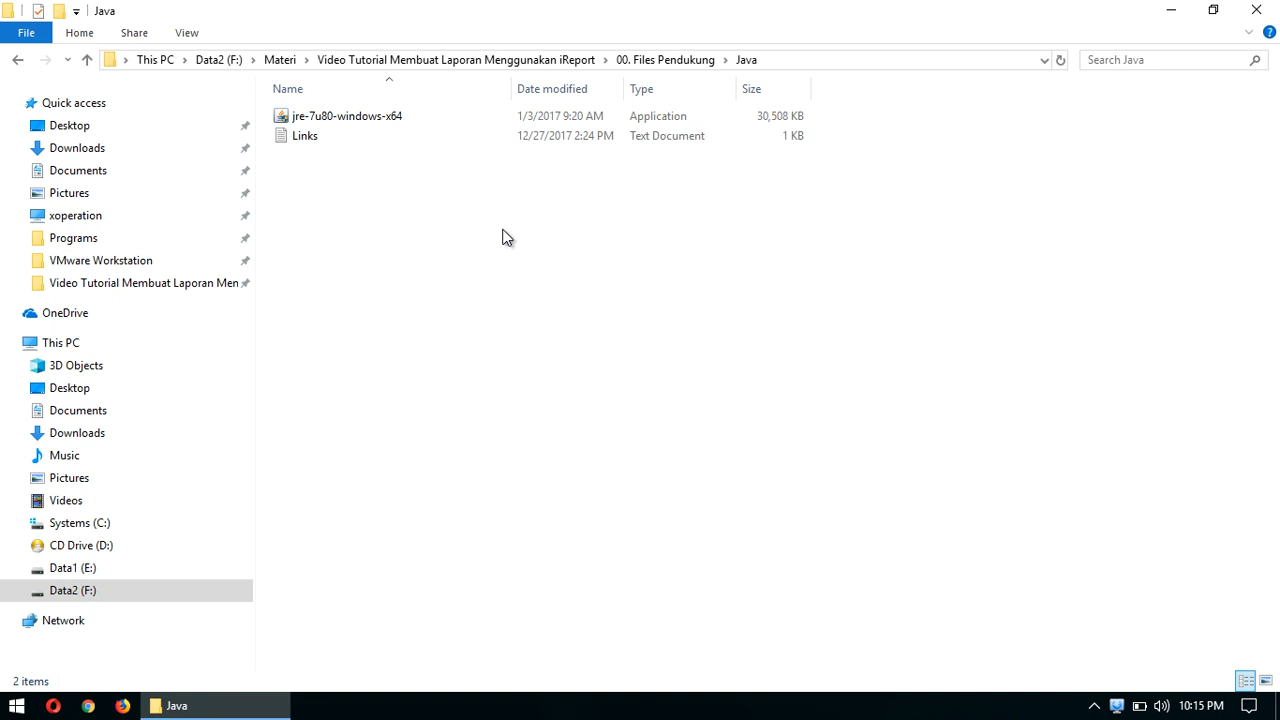 Java
File Home Share View
This PC Data2 (F:) Materi Video Tutorial Membuat Laporan Menggunakan iReport 00. Files Pendukung Java Search Java
Name Date modified Type Size
jre-7u80-windows-x64 1/3/2017 9:20 AM Application 30,508 KB
Links 12/27/2017 2:24 PM Text Document 1 KB
Quick access
Desktop
Downloads
Documents
Pictures
xoperation
Programs
VMware Workstation
Video Tutorial Membuat Laporan Men
OneDrive
This PC
3D Objects
Desktop
Documents
Downloads
Music
Pictures
Videos
Systems (C:)
CD Drive (D:)
Data1 (E:)
Data2 (F:)
Network
2 items
Java 10:15 PM